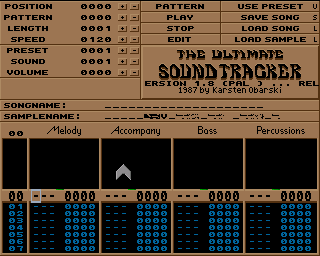 POSITION 0000 + - PATTERN USE PRESET U
PATTERN 0000 + - PLAY SAVE SONG S
LENGTH 0001 + - STOP LOAD SONG L
SPEED 0120 + - EDIT LOAD SAMPLE L
PRESET 0001 + -
SOUND 0001 + -
VOLUME 0000 + -
THE ULTIMATE
SOUNDTRACKER
ERSION 1.8 (PAL) REL
1987 by Karsten Obarski
SONGNAME:
SAMPLENAME:
00 Melody Accompany Bass Percussions
00 --- 0000 --- 0000 --- 0000 --- 0000
01 --- 0000 --- 0000 --- 0000 --- 0000
02 --- 0000 --- 0000 --- 0000 --- 0000
03 --- 0000 --- 0000 --- 0000 --- 0000
04 --- 0000 --- 0000 --- 0000 --- 0000
05 --- 0000 --- 0000 --- 0000 --- 0000
06 --- 0000 --- 0000 --- 0000 --- 0000
07 --- 0000 --- 0000 --- 0000 --- 0000